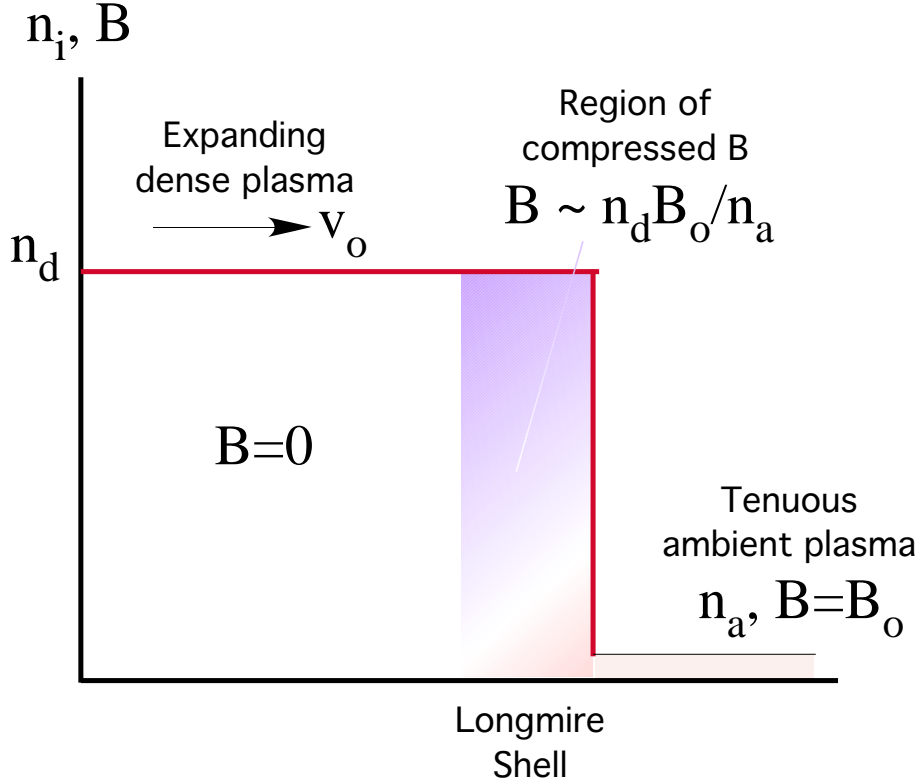 n_i, B
Expanding
dense plasma
v_o
n_d
Region of
compressed B
B ~ n_dB_o/n_a
B=0
Tenuous
ambient plasma
n_a, B=B_o
Longmire
Shell